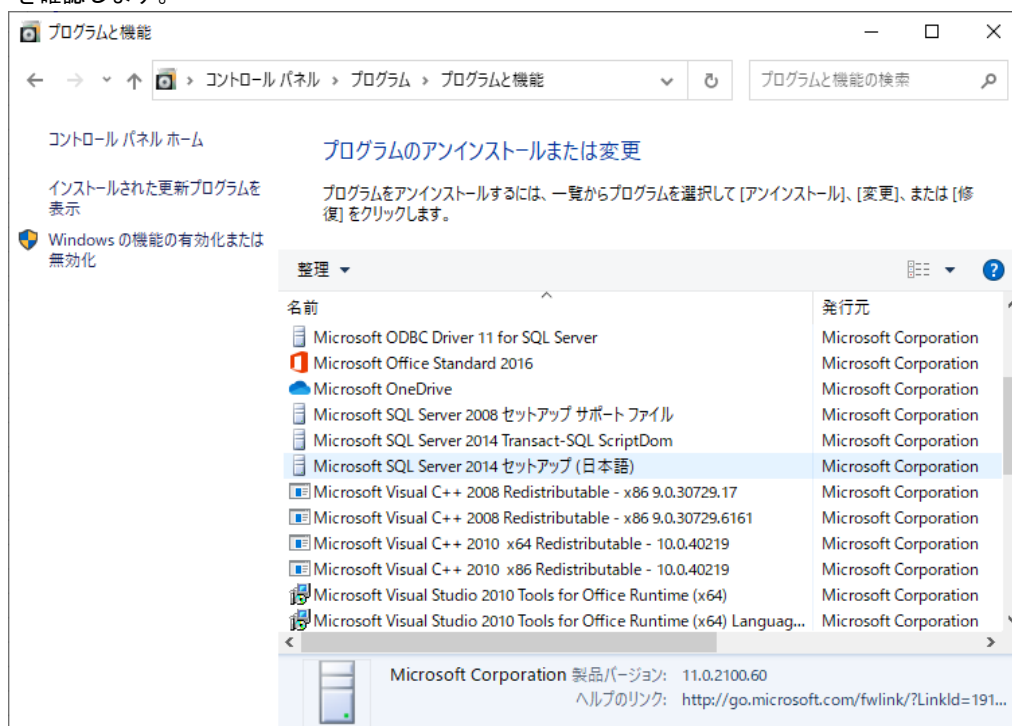 を確認します。
プログラムと機能
コントロール パネル › プログラム › プログラムと機能
プログラムと機能の検索
コントロール パネル ホーム
インストールされた更新プログラムを
表示
Windows の機能の有効化または
無効化
プログラムのアンインストールまたは変更
プログラムをアンインストールするには、一覧からプログラムを選択して [アンインストール]、[変更]、または [修
復] をクリックします。
整理
名前 発行元
Microsoft ODBC Driver 11 for SQL Server Microsoft Corporation
Microsoft Office Standard 2016 Microsoft Corporation
Microsoft OneDrive Microsoft Corporation
Microsoft SQL Server 2008 セットアップ サポート ファイル Microsoft Corporation
Microsoft SQL Server 2014 Transact-SQL ScriptDom Microsoft Corporation
Microsoft SQL Server 2014 セットアップ (日本語) Microsoft Corporation
Microsoft Visual C++ 2008 Redistributable - x86 9.0.30729.17 Microsoft Corporation
Microsoft Visual C++ 2008 Redistributable - x86 9.0.30729.6161 Microsoft Corporation
Microsoft Visual C++ 2010 x64 Redistributable - 10.0.40219 Microsoft Corporation
Microsoft Visual C++ 2010 x86 Redistributable - 10.0.40219 Microsoft Corporation
Microsoft Visual Studio 2010 Tools for Office Runtime (x64) Microsoft Corporation
Microsoft Visual Studio 2010 Tools for Office Runtime (x64) Languag... Microsoft Corporation
Microsoft Corporation 製品バージョン: 11.0.2100.60
ヘルプのリンク: http://go.microsoft.com/fwlink/?LinkId=191...